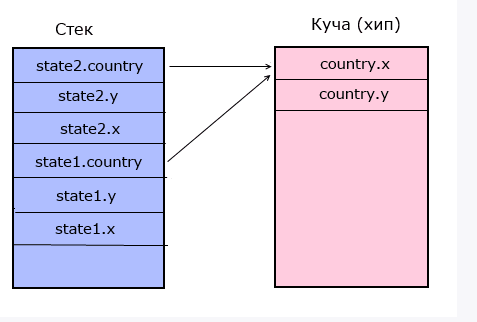 Стек
state2.country
state2.y
state2.x
state1.country
state1.y
state1.x
Куча (хип)
country.x
country.y